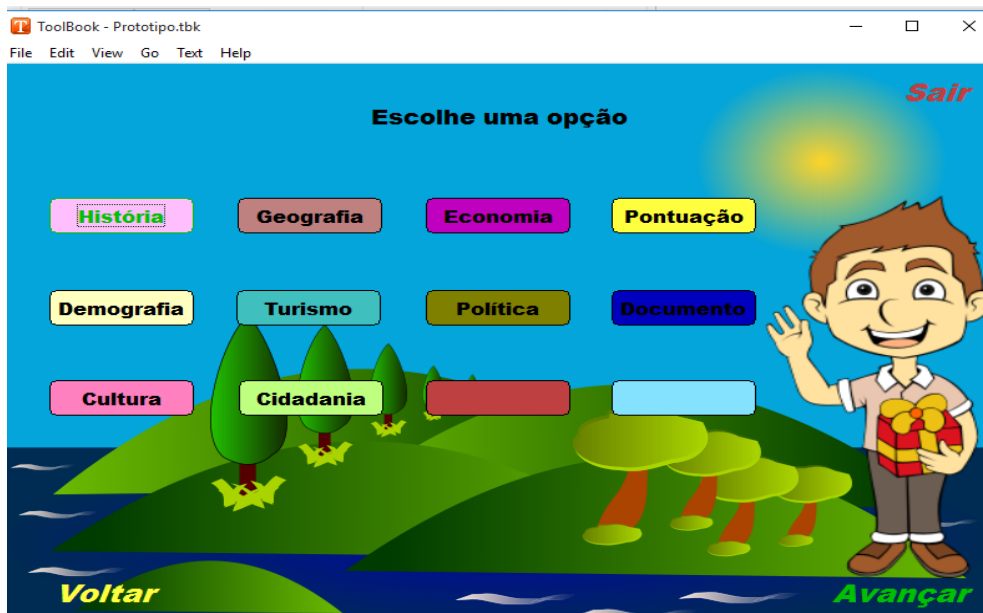 ToolBook - Prototipo.tbk
File Edit View Go Text Help
Sair
Escolhe uma opção
História Geografia Economia Pontuação
Demografia Turismo Política Documento
Cultura Cidadania
Voltar Avançar